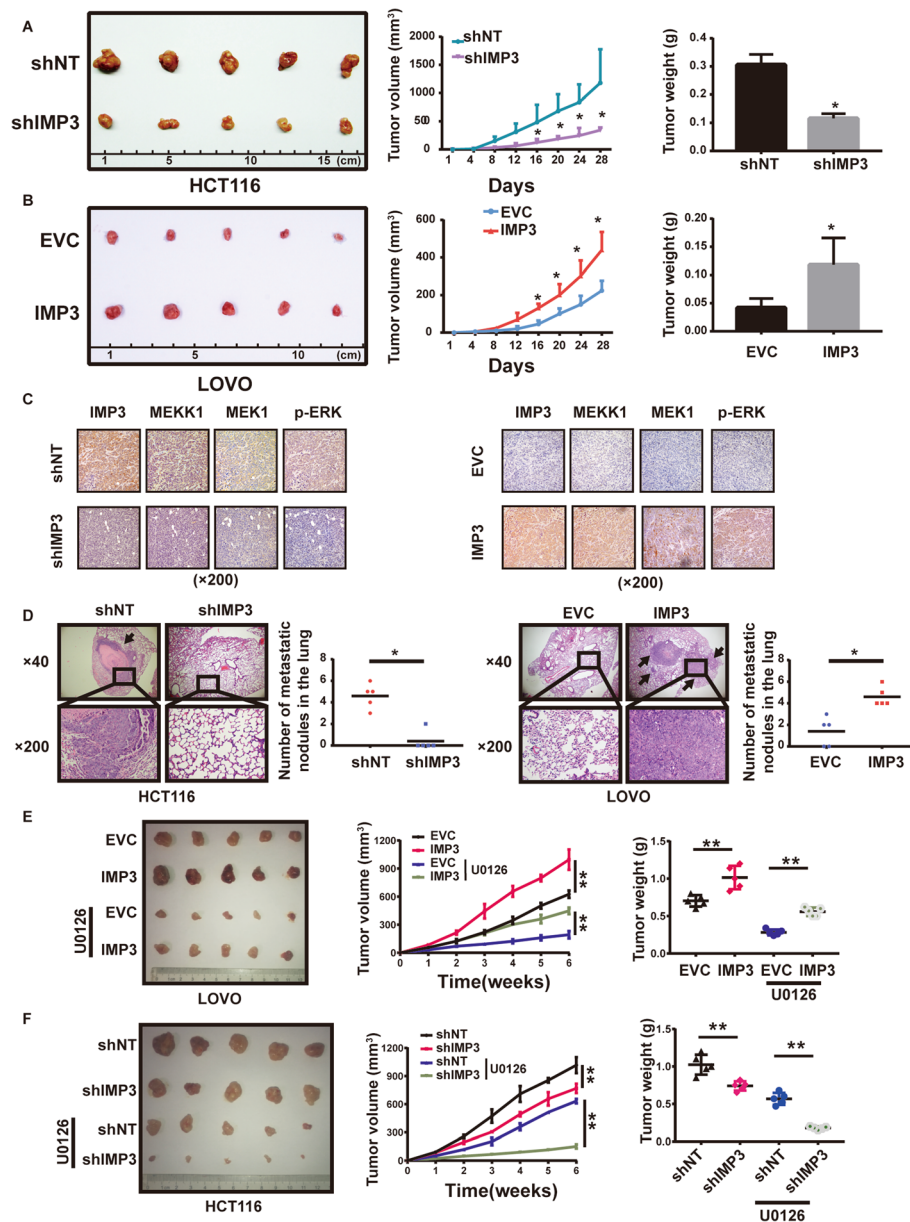 A
shNT
shIMP3
1 5 10 15 (cm)
HCT116
Tumor volume (mm³)
2000
1500
1000
500
0
shNT
shIMP3
* * * *
1 4 8 12 16 20 24 28
Days
Tumor weight (g)
0.4
0.3
0.2
0.1
0.0
*
shNT shIMP3
B
EVC
IMP3
1 5 10 (cm)
LOVO
Tumor volume (mm³)
600
400
200
0
EVC
IMP3
* * * *
1 4 8 12 16 20 24 28
Days
Tumor weight (g)
0.20
0.15
0.10
0.05
0.00
*
EVC IMP3
C
IMP3 MEKK1 MEK1 p-ERK
shNT
shIMP3
(×200)
IMP3 MEKK1 MEK1 p-ERK
EVC
IMP3
(×200)
D
shNT shIMP3
×40
×200
HCT116
Number of metastatic
nodules in the lung
8
6
4
2
0
*
shNT shIMP3
EVC IMP3
×40
×200
LOVO
Number of metastatic
nodules in the lung
8
6
4
2
0
*
EVC IMP3
E
EVC
IMP3
EVC
IMP3
U0126
LOVO
Tumor volume (mm³)
1200
900
600
300
0
EVC
IMP3
EVC
IMP3
U0126
**
**
0 1 2 3 4 5 6
Time(weeks)
Tumor weight (g)
1.5
1.0
0.5
0.0
**
**
EVC IMP3 EVC IMP3
U0126
F
shNT
shIMP3
shNT
shIMP3
U0126
HCT116
Tumor volume (mm³)
1200
900
600
300
0
shNT
shIMP3
shNT
shIMP3
U0126
**
**
0 1 2 3 4 5 6
Time(weeks)
Tumor weight (g)
1.5
1.0
0.5
0.0
**
**
shNT shIMP3 shNT shIMP3
U0126